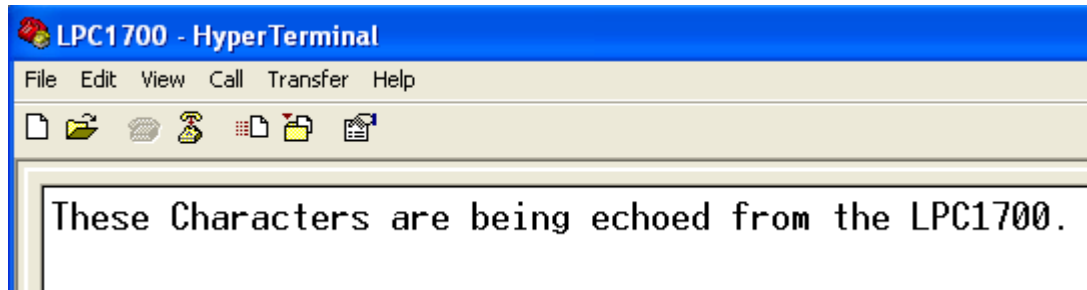 LPC1700 - HyperTerminal
File Edit View Call Transfer Help
These Characters are being echoed from the LPC1700.